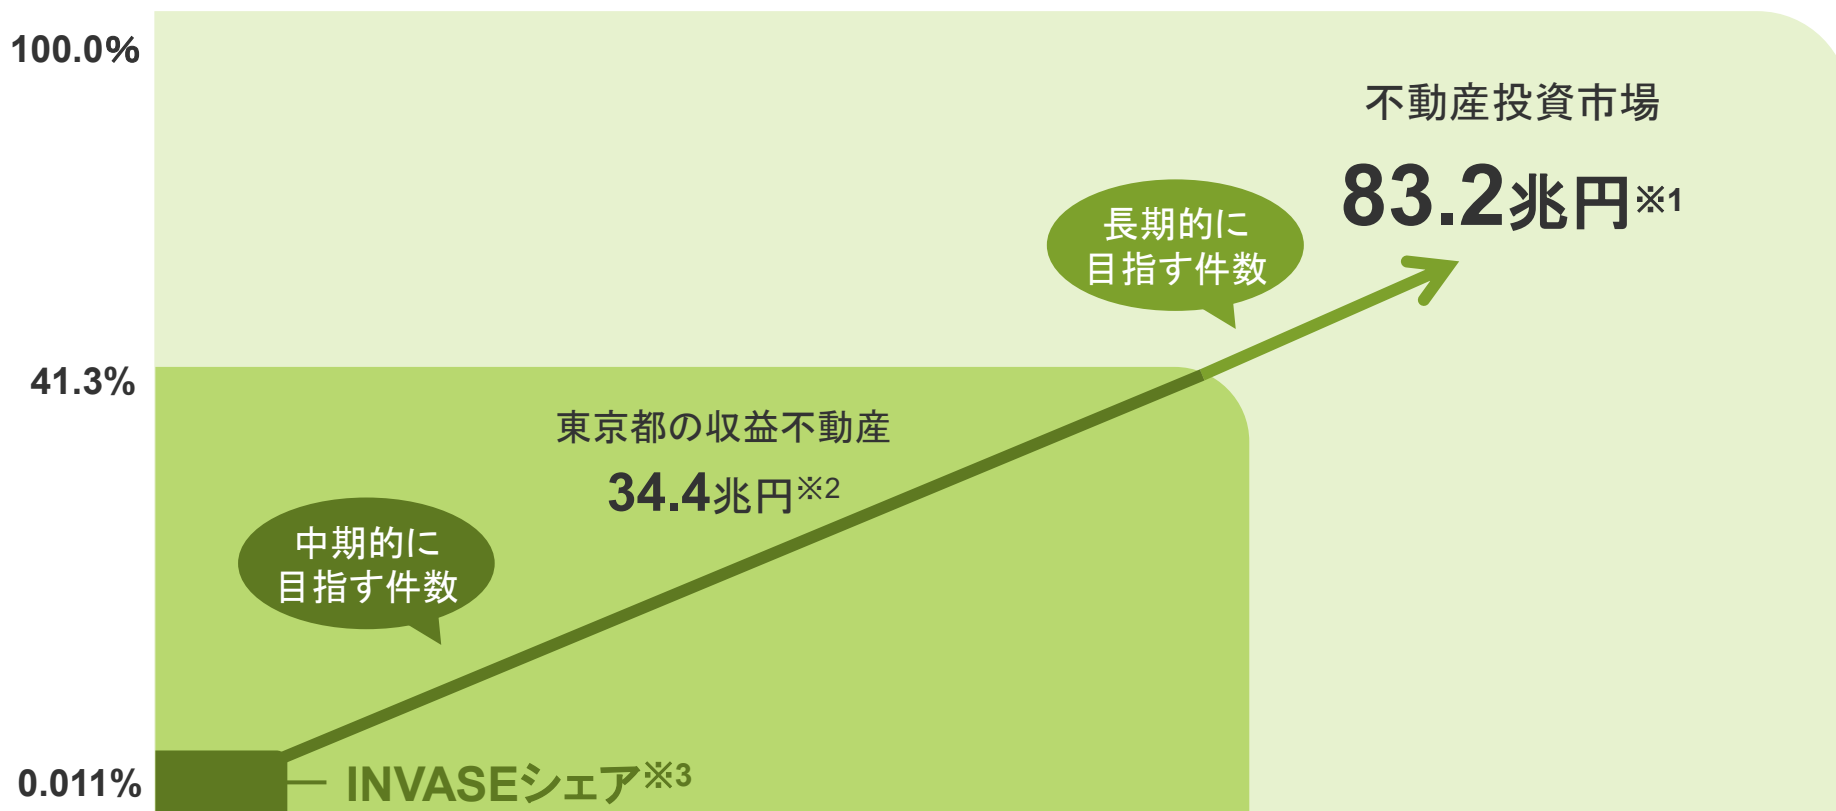 100.0%
不動産投資市場
83.2兆円※1
長期的に
目指す件数
41.3%
東京都の収益不動産
34.4兆円※2
中期的に
目指す件数
0.011%
INVASEシェア※3